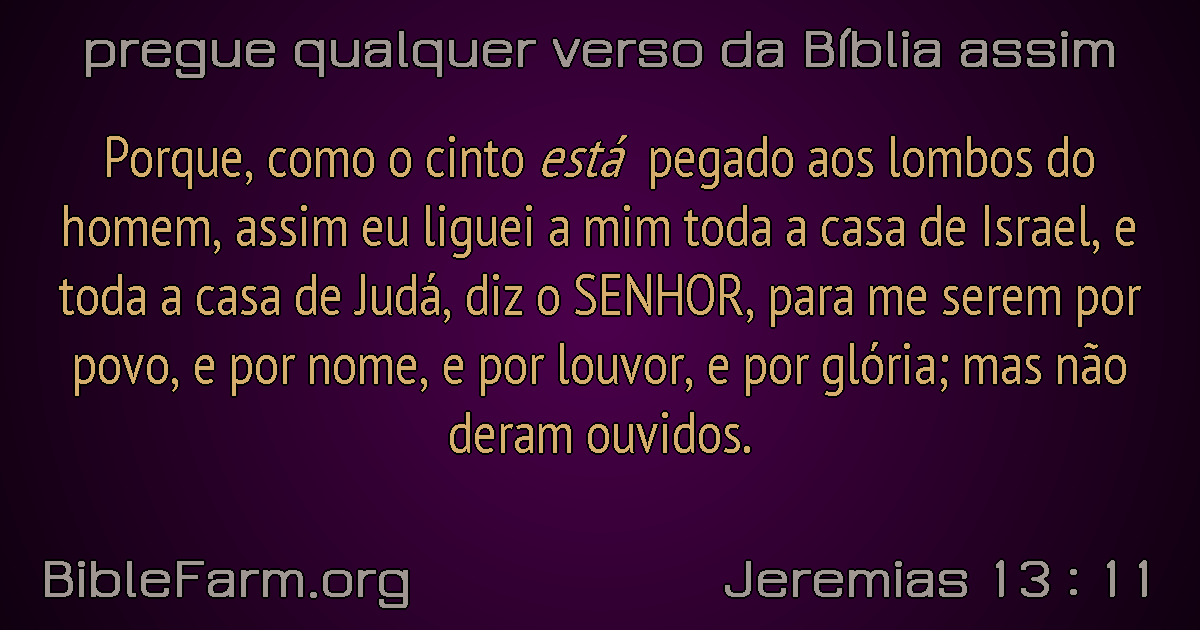 pregue qualquer verso da Bíblia assim
Porque, como o cinto está pegado aos lombos do
homem, assim eu liguei a mim toda a casa de Israel, e
toda a casa de Judá, diz o SENHOR, para me serem por
povo, e por nome, e por louvor, e por glória; mas não
deram ouvidos.
BibleFarm.org
Jeremias 13 : 11